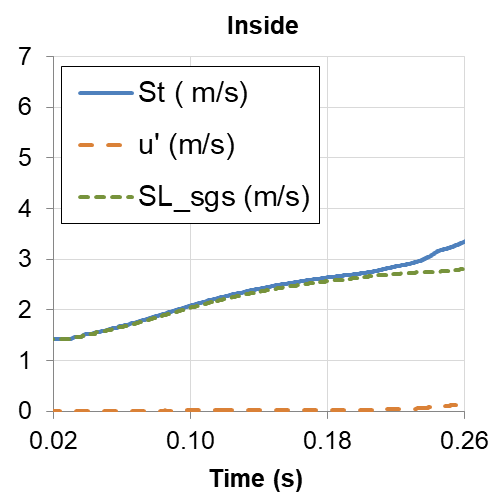 Inside
7
6
5
4
3
2
1
0
St ( m/s)
u' (m/s)
SL_sgs (m/s)
0.02 0.10 0.18 0.26
Time (s)